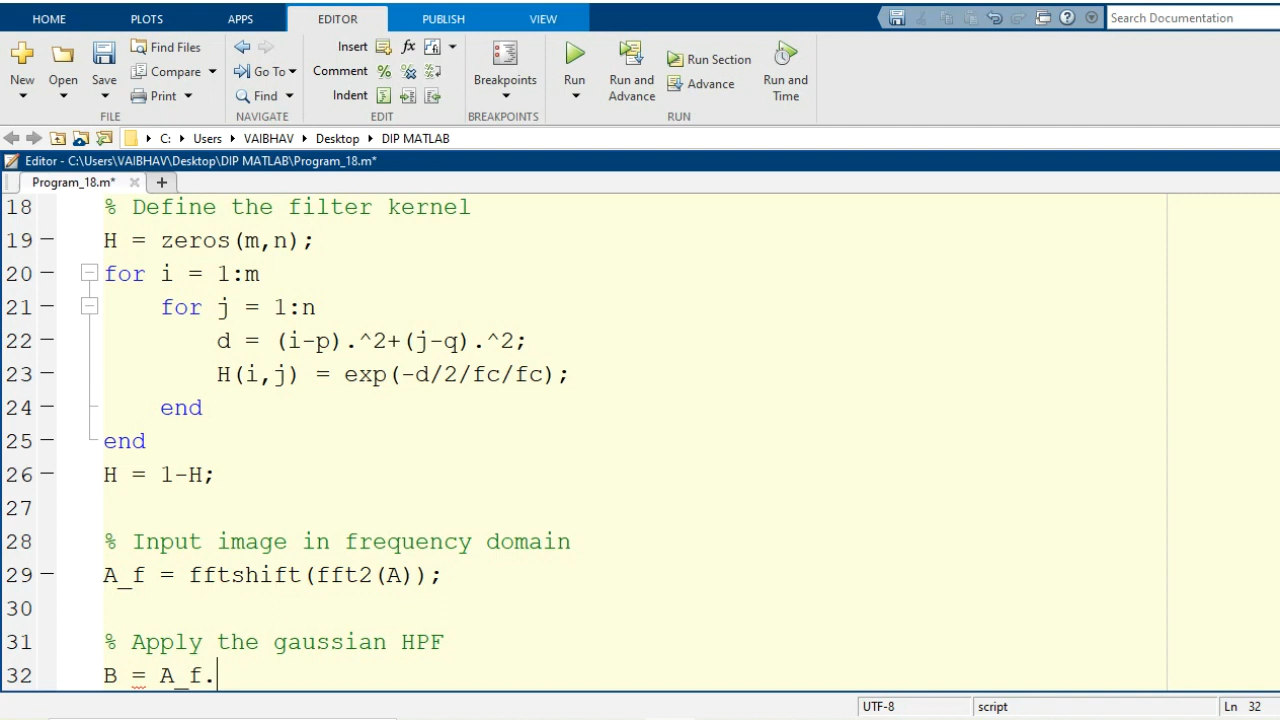 HOME PLOTS APPS EDITOR PUBLISH VIEW Search Documentation
New Open Save Find Files Compare Print
FILE
Go To Find
NAVIGATE
Insert fx
Comment % %
Indent
EDIT
Breakpoints
BREAKPOINTS
Run Run and Advance Run Section Advance Run and Time
RUN
C: Users VAIBHAV Desktop DIP MATLAB
Editor - C:\Users\VAIBHAV\Desktop\DIP MATLAB\Program_18.m*
Program_18.m* × +
18 % Define the filter kernel
19 – H = zeros(m,n);
20 – for i = 1:m
21 – for j = 1:n
22 – d = (i-p).^2+(j-q).^2;
23 – H(i,j) = exp(-d/2/fc/fc);
24 – end
25 – end
26 – H = 1-H;
27
28 % Input image in frequency domain
29 – A_f = fftshift(fft2(A));
30
31 % Apply the gaussian HPF
32 B = A_f.
UTF-8 script Ln 32